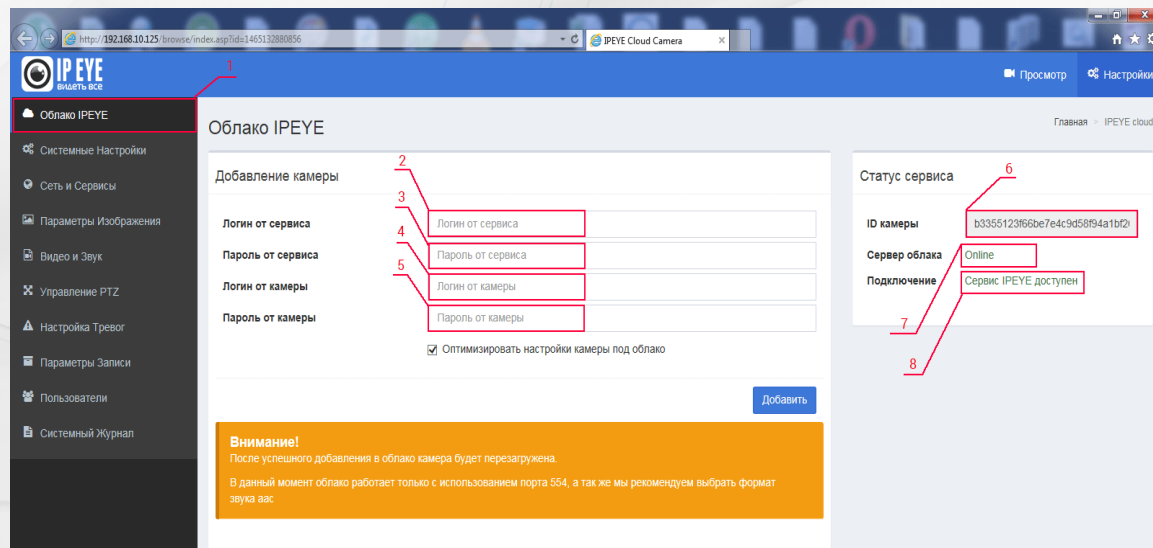 http://192.168.10.125/browse/index.asp?id=1465132880856
IPEYE Cloud Camera
IP EYE
ВИДЕТЬ ВСЕ
1
Просмотр
Настройки
Облако IPEYE
Системные Настройки
Сеть и Сервисы
Параметры Изображения
Видео и Звук
Управление PTZ
Настройка Тревог
Параметры Записи
Пользователи
Системный Журнал
Облако IPEYE
Главная > IPEYE cloud
Добавление камеры
2
3
4
5
Логин от сервиса
Логин от сервиса
Пароль от сервиса
Пароль от сервиса
Логин от камеры
Логин от камеры
Пароль от камеры
Пароль от камеры
Оптимизировать настройки камеры под облако
Добавить
Внимание!
После успешного добавления в облако камера будет перезагружена.
В данный момент облако работает только с использованием порта 554, а так же мы рекомендуем выбрать формат
звука aac
Статус сервиса
6
ID камеры
b3355123f66be7e4c9d58f94a1bf2
Сервер облака
Online
Подключение
Сервис IPEYE доступен
7
8